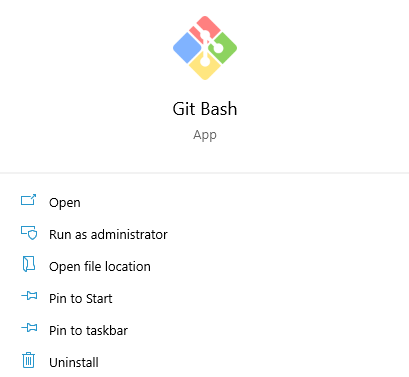 Git Bash
App
Open
Run as administrator
Open file location
Pin to Start
Pin to taskbar
Uninstall